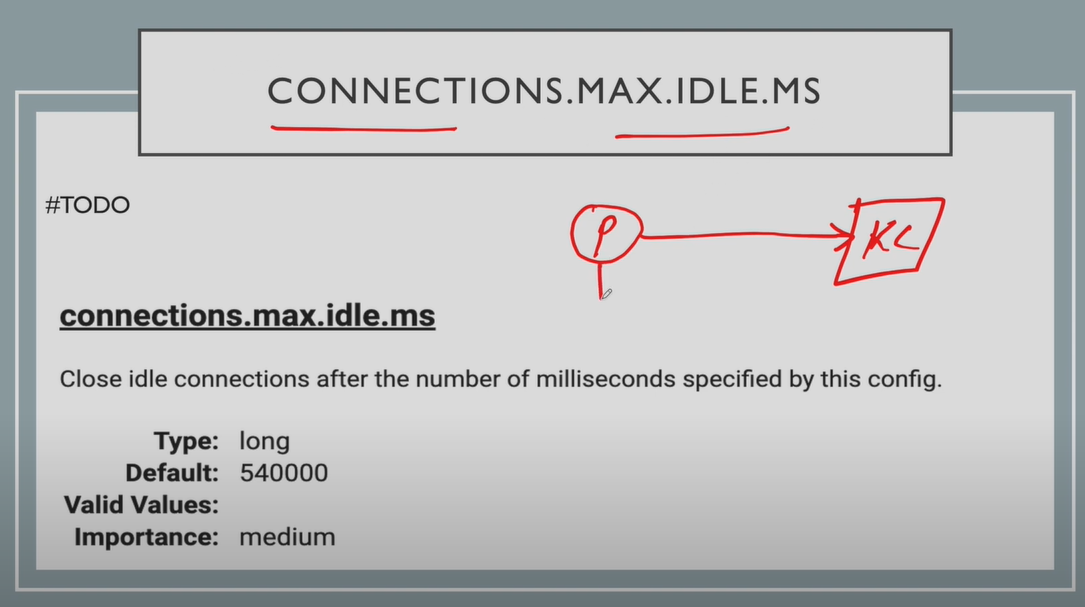 CONNECTIONS.MAX.IDLE.MS
#TODO
P
KC
connections.max.idle.ms
Close idle connections after the number of milliseconds specified by this config.
Type: long
Default: 540000
Valid Values:
Importance: medium